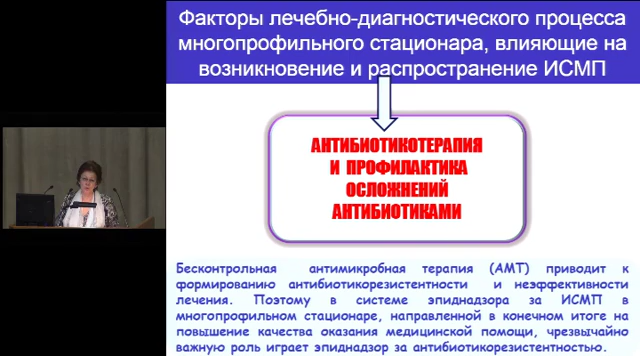 Факторы лечебно-диагностического процесса
многопрофильного стационара, влияющие на
возникновение и распространение ИСМП
АНТИБИОТИКОТЕРАПИЯ
И ПРОФИЛАКТИКА
ОСЛОЖНЕНИЙ
АНТИБИОТИКАМИ
Бесконтрольная антимикробная терапия (АМТ) приводит к
формированию антибиотикорезистентности и неэффективности
лечения. Поэтому в системе эпиднадзора за ИСМП в
многопрофильном стационаре, направленной в конечном итоге на
повышение качества оказания медицинской помощи, чрезвычайно
важную роль играет эпиднадзор за антибиотикорезистентностью.